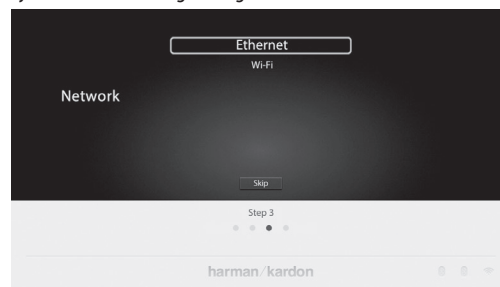 Ethernet
Wi-Fi
Network
Skip
Step 3
harman/kardon